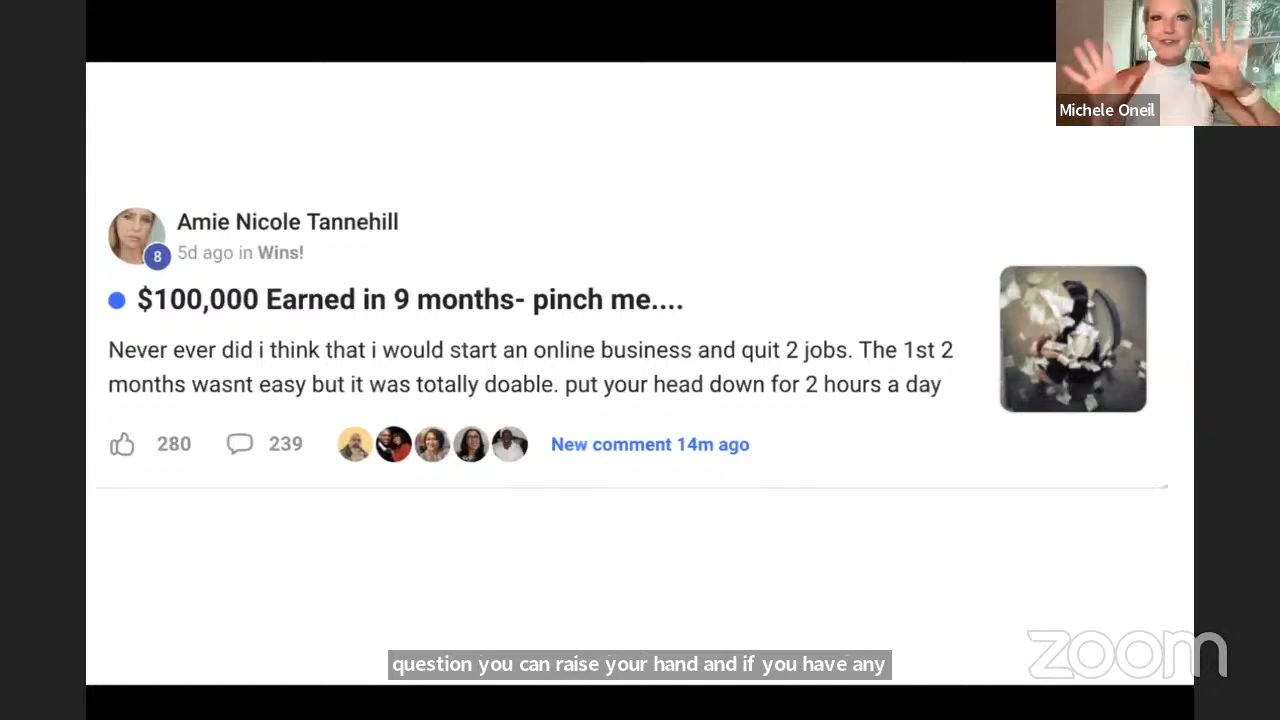 Michele Oneil
Amie Nicole Tannehill
8
5d ago in Wins!
$100,000 Earned in 9 months- pinch me....
Never ever did i think that i would start an online business and quit 2 jobs. The 1st 2
months wasnt easy but it was totally doable. put your head down for 2 hours a day
280 239 New comment 14m ago
question you can raise your hand and if you have any
zoom